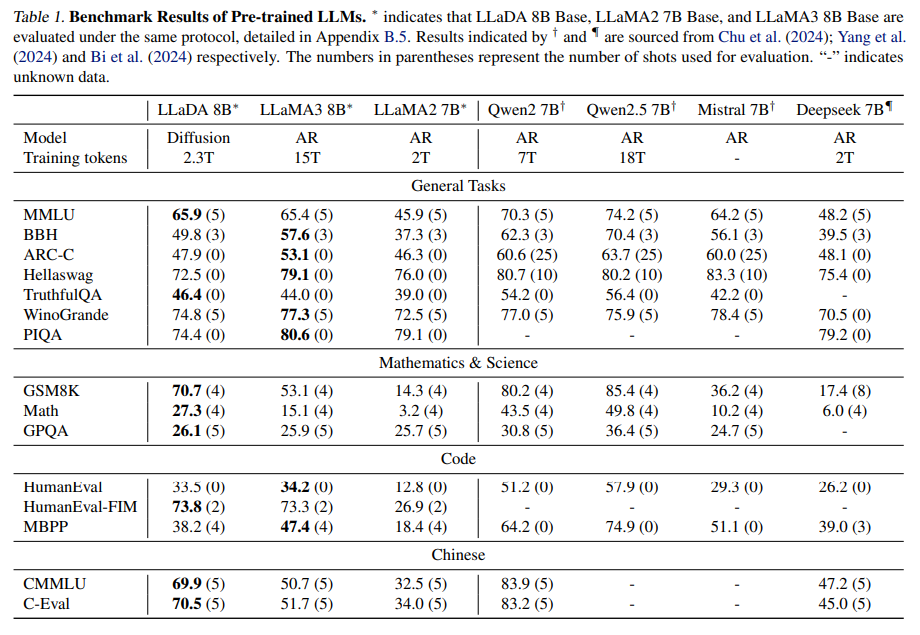 Table 1. Benchmark Results of Pre-trained LLMs. * indicates that LLaDA 8B Base, LLaMA2 7B Base, and LLaMA3 8B Base are
evaluated under the same protocol, detailed in Appendix B.5. Results indicated by † and ¶ are sourced from Chu et al. (2024); Yang et al.
(2024) and Bi et al. (2024) respectively. The numbers in parentheses represent the number of shots used for evaluation. “-” indicates
unknown data.
LLaDA 8B* LLaMA3 8B* LLaMA2 7B* Qwen2 7B† Qwen2.5 7B† Mistral 7B† Deepseek 7B¶
Model Diffusion AR AR AR AR AR AR
Training tokens 2.3T 15T 2T 7T 18T - 2T
General Tasks
MMLU 65.9 (5) 65.4 (5) 45.9 (5) 70.3 (5) 74.2 (5) 64.2 (5) 48.2 (5)
BBH 49.8 (3) 57.6 (3) 37.3 (3) 62.3 (3) 70.4 (3) 56.1 (3) 39.5 (3)
ARC-C 47.9 (0) 53.1 (0) 46.3 (0) 60.6 (25) 63.7 (25) 60.0 (25) 48.1 (0)
Hellaswag 72.5 (0) 79.1 (0) 76.0 (0) 80.7 (10) 80.2 (10) 83.3 (10) 75.4 (0)
TruthfulQA 46.4 (0) 44.0 (0) 39.0 (0) 54.2 (0) 56.4 (0) 42.2 (0) -
WinoGrande 74.8 (5) 77.3 (5) 72.5 (5) 77.0 (5) 75.9 (5) 78.4 (5) 70.5 (0)
PIQA 74.4 (0) 80.6 (0) 79.1 (0) - - - 79.2 (0)
Mathematics & Science
GSM8K 70.7 (4) 53.1 (4) 14.3 (4) 80.2 (4) 85.4 (4) 36.2 (4) 17.4 (8)
Math 27.3 (4) 15.1 (4) 3.2 (4) 43.5 (4) 49.8 (4) 10.2 (4) 6.0 (4)
GPQA 26.1 (5) 25.9 (5) 25.7 (5) 30.8 (5) 36.4 (5) 24.7 (5) -
Code
HumanEval 33.5 (0) 34.2 (0) 12.8 (0) 51.2 (0) 57.9 (0) 29.3 (0) 26.2 (0)
HumanEval-FIM 73.8 (2) 73.3 (2) 26.9 (2) - - - -
MBPP 38.2 (4) 47.4 (4) 18.4 (4) 64.2 (0) 74.9 (0) 51.1 (0) 39.0 (3)
Chinese
CMMLU 69.9 (5) 50.7 (5) 32.5 (5) 83.9 (5) - - 47.2 (5)
C-Eval 70.5 (5) 51.7 (5) 34.0 (5) 83.2 (5) - - 45.0 (5)